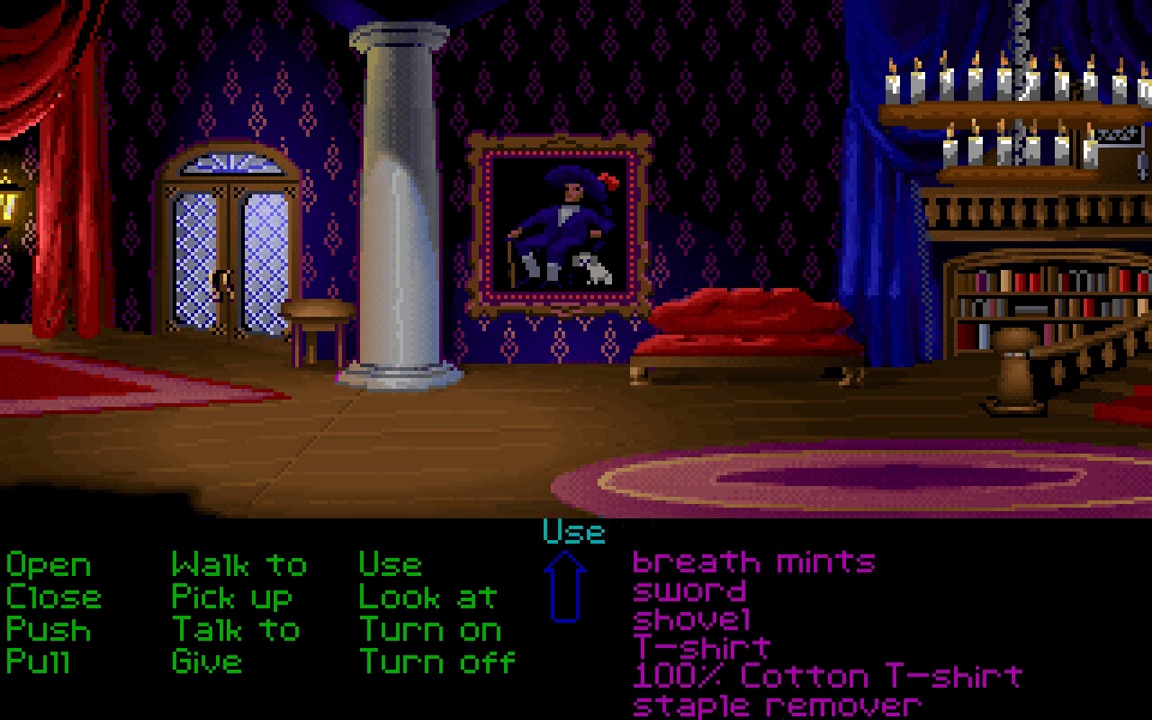 Use
Open Walk to Use
Close Pick up Look at
Push Talk to Turn on
Pull Give Turn off
breath mints
sword
shovel
T-shirt
100% Cotton T-shirt
staple remover